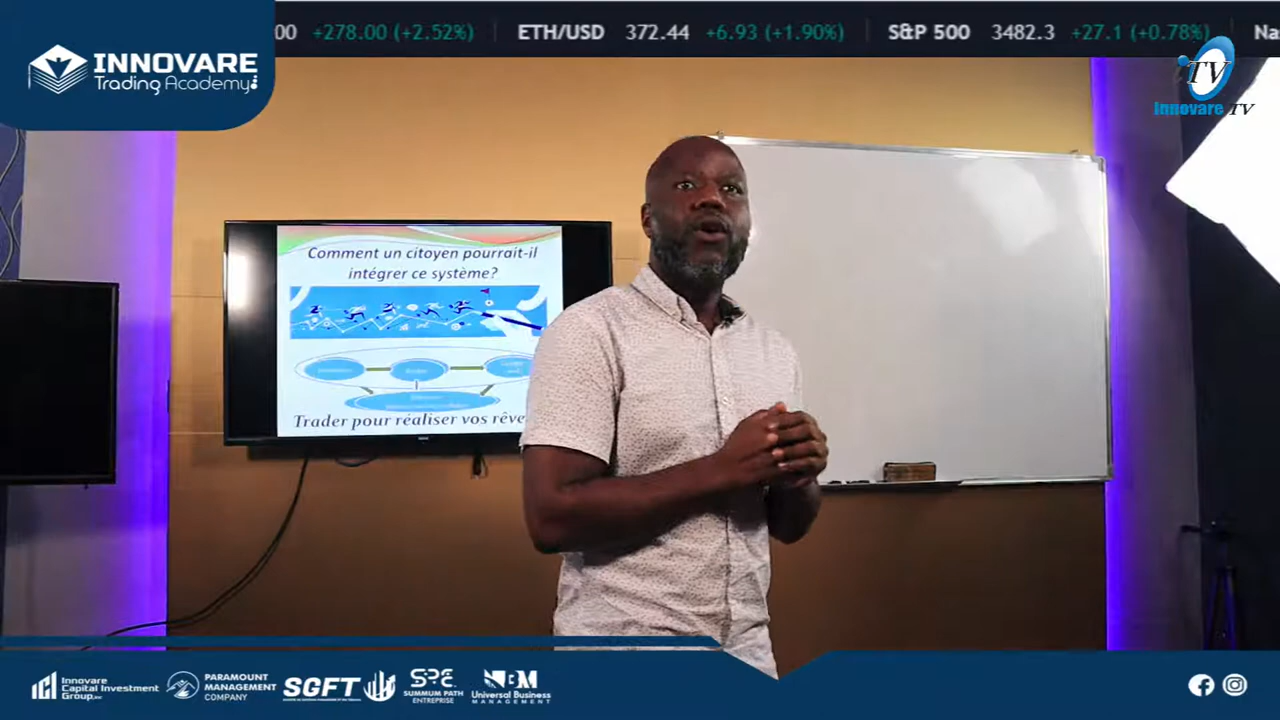 00 +278.00 (+2.52%) ETH/USD 372.44 +6.93 (+1.90%) S&P 500 3482.3 +27.1 (+0.78%) Na
INNOVARE
Trading Academy
iTV
Innovare TV
Comment un citoyen pourrait-il
intégrer ce système?
Trader pour réaliser vos rêve
Innovare
Capital Investment
Group
PARAMOUNT
MANAGEMENT
COMPANY
SGFT
SPE
SUMMUM PATH
ENTREPRISE
Universal Business
MANAGEMENT